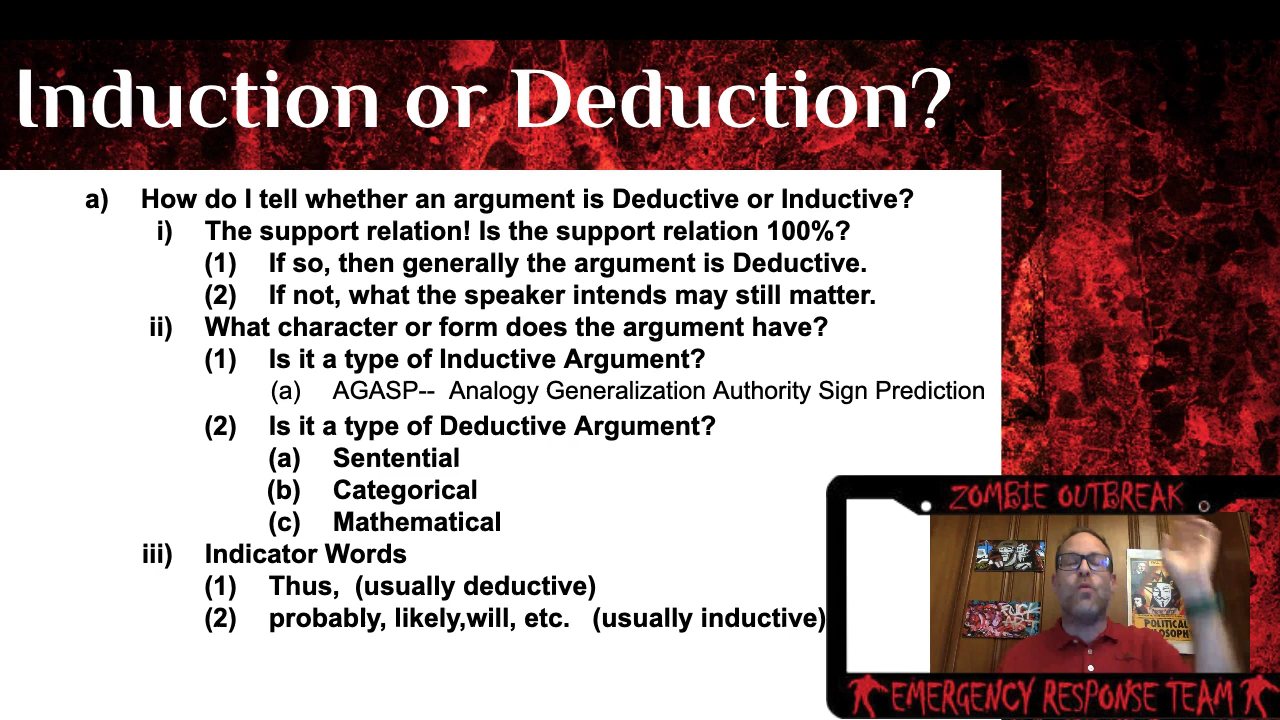 Induction or Deduction?
a) How do I tell whether an argument is Deductive or Inductive?
i) The support relation! Is the support relation 100%?
(1) If so, then generally the argument is Deductive.
(2) If not, what the speaker intends may still matter.
ii) What character or form does the argument have?
(1) Is it a type of Inductive Argument?
(a) AGASP-- Analogy Generalization Authority Sign Prediction
(2) Is it a type of Deductive Argument?
(a) Sentential
(b) Categorical
(c) Mathematical
iii) Indicator Words
(1) Thus, (usually deductive)
(2) probably, likely,will, etc. (usually inductive)
ZOMBIE OUTBREAK
POLITICAL
EMERGENCY RESPONSE TEAM